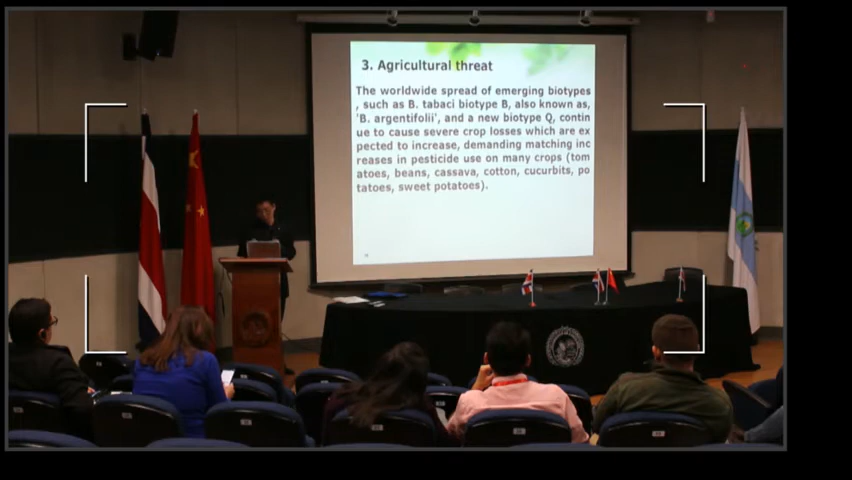 3. Agricultural threat
The worldwide spread of emerging biotypes
, such as B. tabaci biotype B, also known as,
'B. argentifolii', and a new biotype Q, contin
ue to cause severe crop losses which are ex
pected to increase, demanding matching inc
reases in pesticide use on many crops (tom
atoes, beans, cassava, cotton, cucurbits, po
tatoes, sweet potatoes).